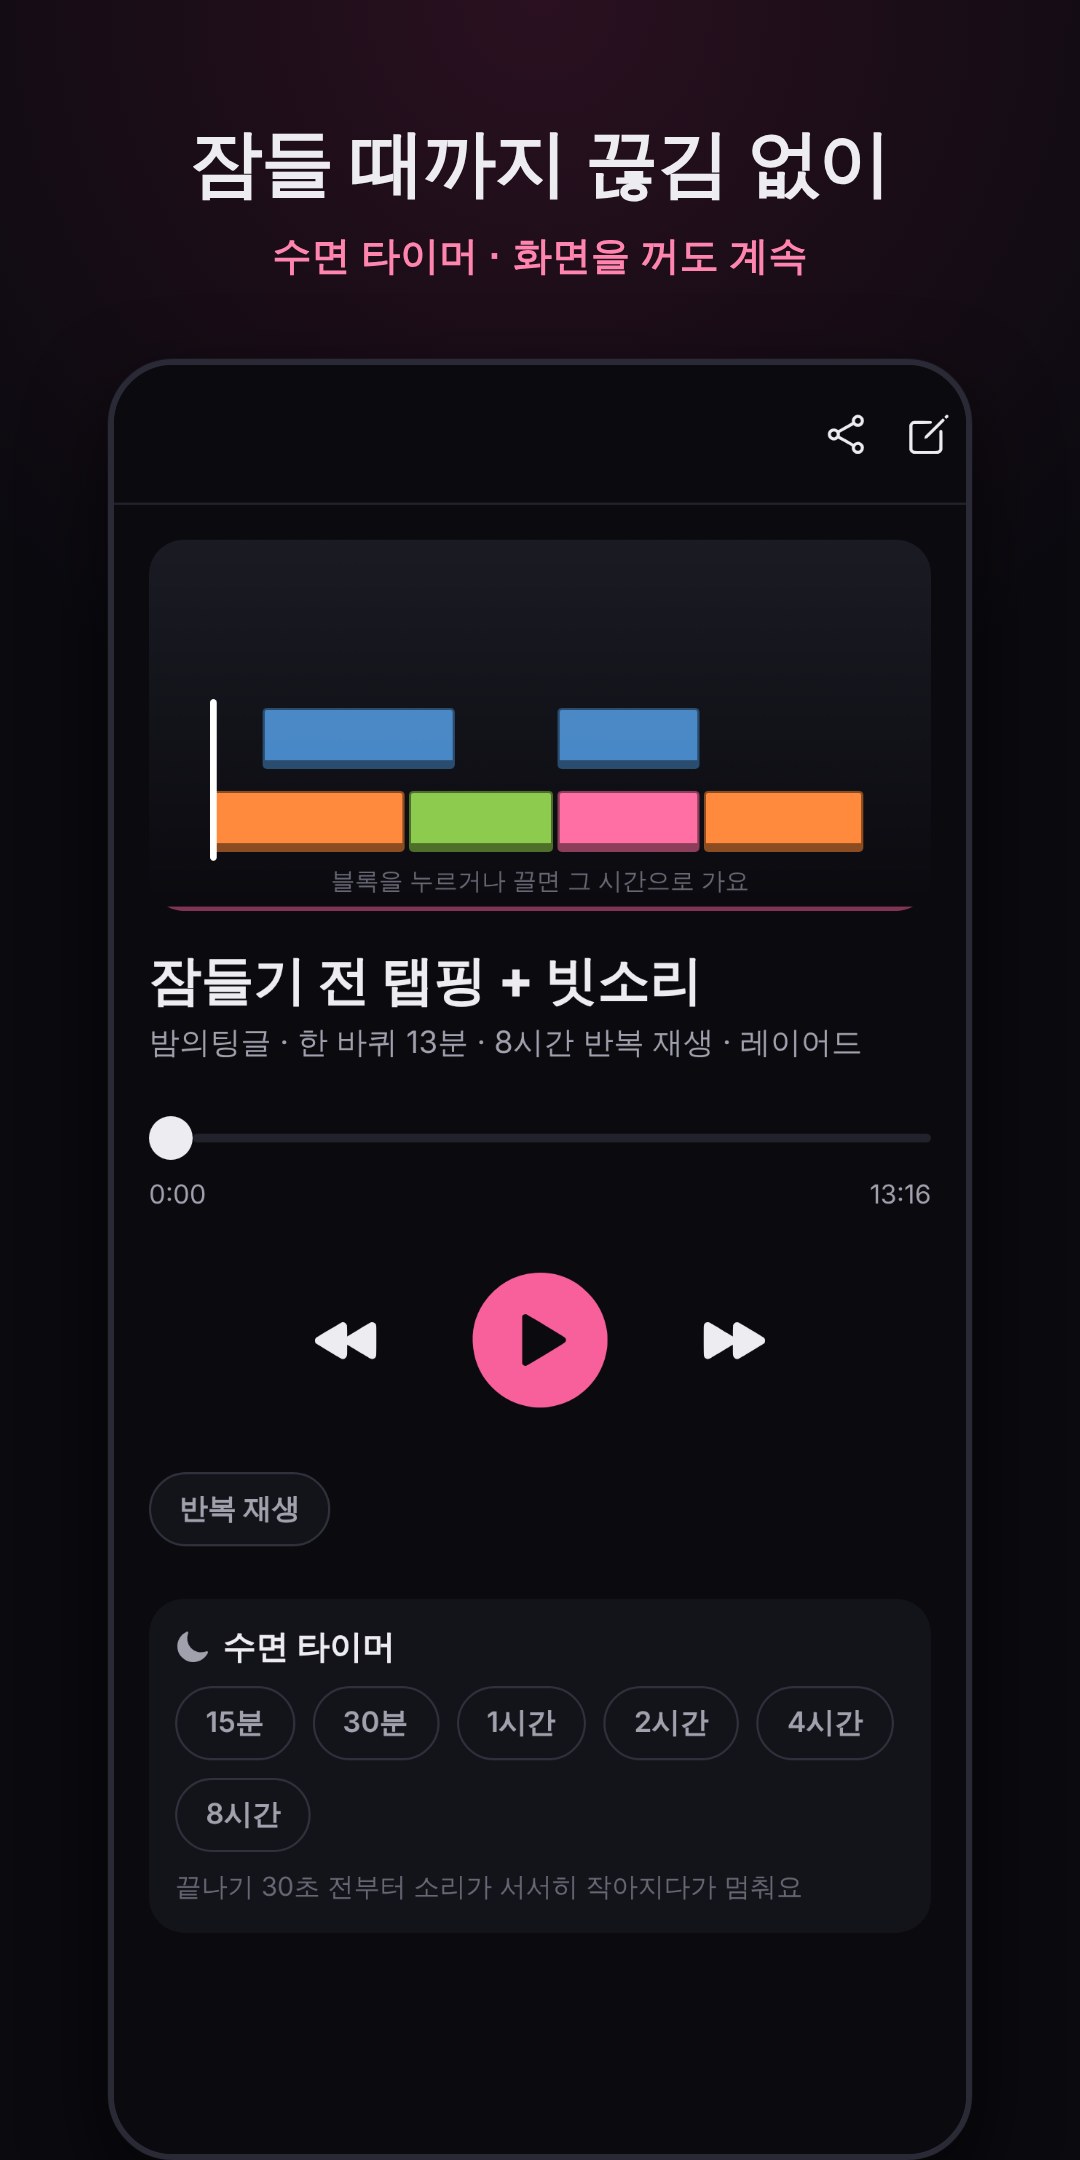 잠들 때까지 끊김 없이
수면 타이머 · 화면을 꺼도 계속
블록을 누르거나 끌면 그 시간으로 가요
잠들기 전 탭핑 + 빗소리
밤의팅글 · 한 바퀴 13분 · 8시간 반복 재생 · 레이어드
0:00 13:16
반복 재생
수면 타이머
15분 30분 1시간 2시간 4시간
8시간
끝나기 30초 전부터 소리가 서서히 작아지다가 멈춰요